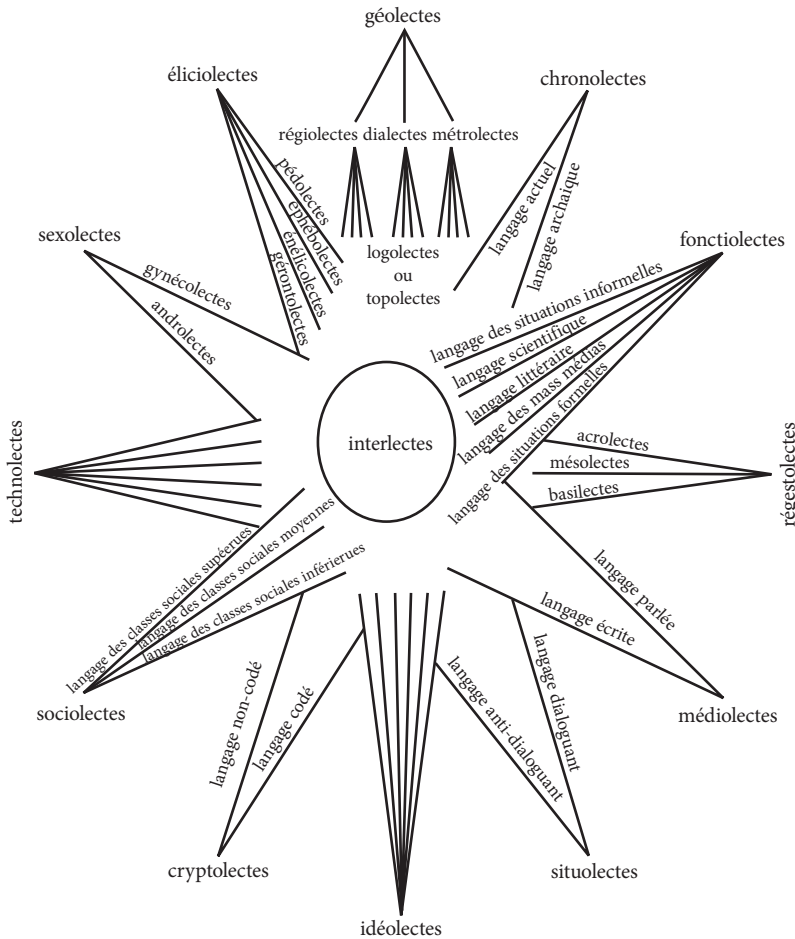 géolectes
éliciolectes
chronolectes
régiolectes dialectes métrolectes
pédolectes
ephébolectes
énélicolectes
gérontolectes
logolectes
ou
topolectes
langage actuel
langage archaique
sexolectes
gynécolectes
androlectes
fonctiolectes
langage des situations informelles
langage scientifique
langage littéraire
langage des mass médias
langage des situations formelles
interlectes
technolectes
acrolectes
mésolectes
basilectes
régestolectes
langage des classes sociales supéerues
langage des classes sociales moyennes
langage des classes sociales inférierues
sociolectes
langage parlée
langage écrite
médiolectes
langage non-codé
langage codé
cryptolectes
langage anti-dialoguant
langage dialoguant
situolectes
idéolectes